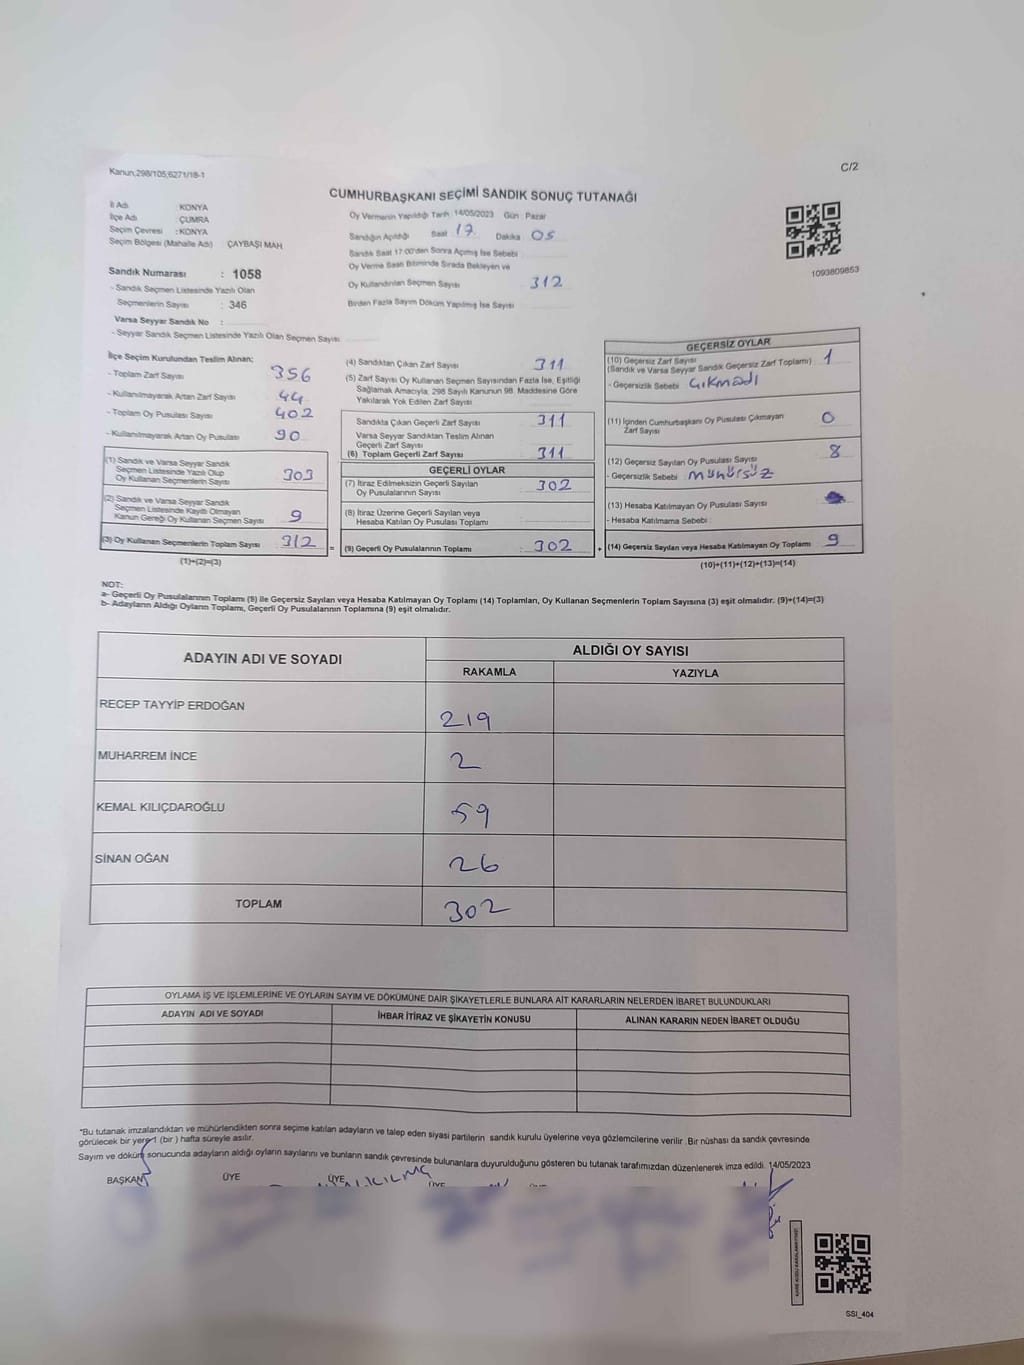 Kanun,298/105;6271/18-1
C/2
CUMHURBAŞKANI SEÇİMİ SANDIK SONUÇ TUTANAĞI
İl Adı : KONYA
İlçe Adı : ÇUMRA
Seçim Çevresi : KONYA
Seçim Bölgesi (Mahalle Adı) ÇAYBAŞI MAH
Sandık Numarası : 1058
- Sandık Seçmen Listesinde Yazılı Olan
Seçmenlerin Sayısı : 346
Varsa Seyyar Sandık No :
- Seyyar Sandık Seçmen Listesinde Yazılı Olan Seçmen Sayısı
Oy Vermenin Yapıldığı Tarih 14/05/2023 Gün : Pazar
Sandığın Açıldığı Saat 17 Dakika 05
Sandık Saat 17:00'den Sonra Açılmış İse Sebebi
Oy Verme Saati Bitiminde Sırada Bekleyen ve
Oy Kullandırılan Seçmen Sayısı 312
Birden Fazla Sayım Döküm Yapılmış İse Sayısı
1093809853
İlçe Seçim Kurulundan Teslim Alınan;
- Toplam Zarf Sayısı 356
- Kullanılmayarak Artan Zarf Sayısı 44
- Toplam Oy Pusulası Sayısı 402
- Kullanılmayarak Artan Oy Pusulası 90
(1) Sandık ve Varsa Seyyar Sandık
Seçmen Listesinde Yazılı Olup
Oy Kullanan Seçmenlerin Sayısı 303
(2) Sandık ve Varsa Seyyar Sandık
Seçmen Listesinde Kayıtlı Olmayan
Kanun Gereği Oy Kullanan Seçmen Sayısı 9
(3) Oy Kullanan Seçmenlerin Toplam Sayısı 312
(1)+(2)=(3)
(4) Sandıktan Çıkan Zarf Sayısı 311
(5) Zarf Sayısı Oy Kullanan Seçmen Sayısından Fazla İse, Eşitliği
Sağlamak Amacıyla, 298 Sayılı Kanunun 98. Maddesine Göre
Yakılarak Yok Edilen Zarf Sayısı
Sandıkta Çıkan Geçerli Zarf Sayısı 311
Varsa Seyyar Sandıktan Teslim Alınan
Geçerli Zarf Sayısı
(6) Toplam Geçerli Zarf Sayısı 311
GEÇERLİ OYLAR
(7) İtiraz Edilmeksizin Geçerli Sayılan
Oy Pusulalarının Sayısı 302
(8) İtiraz Üzerine Geçerli Sayılan veya
Hesaba Katılan Oy Pusulası Toplamı
= (9) Geçerli Oy Pusulalarının Toplamı : 302
GEÇERSİZ OYLAR
(10) Geçersiz Zarf Sayısı 1
(Sandık ve Varsa Seyyar Sandık Geçersiz Zarf Toplamı)
- Geçersizlik Sebebi Çıkmadı
(11) İçinden Cumhurbaşkanı Oy Pusulası Çıkmayan
Zarf Sayısı 0
(12) Geçersiz Sayılan Oy Pusulası Sayısı 8
- Geçersizlik Sebebi Mühürsüz
(13) Hesaba Katılmayan Oy Pusulası Sayısı
- Hesaba Katılmama Sebebi :
+ (14) Geçersiz Sayılan veya Hesaba Katılmayan Oy Toplamı 9
(10)+(11)+(12)+(13)=(14)
NOT:
a- Geçerli Oy Pusulalarının Toplamı (9) ile Geçersiz Sayılan veya Hesaba Katılmayan Oy Toplamı (14) Toplamları, Oy Kullanan Seçmenlerin Toplam Sayısına (3) eşit olmalıdır. (9)+(14)=(3)
b- Adayların Aldığı Oyların Toplamı, Geçerli Oy Pusulalarının Toplamına (9) eşit olmalıdır.
ADAYIN ADI VE SOYADI
ALDIĞI OY SAYISI
RAKAMLA YAZIYLA
RECEP TAYYİP ERDOĞAN 219
MUHARREM İNCE 2
KEMAL KILIÇDAROĞLU 59
SİNAN OĞAN 26
TOPLAM 302
OYLAMA İŞ VE İŞLEMLERİNE VE OYLARIN SAYIM VE DÖKÜMÜNE DAİR ŞİKAYETLERLE BUNLARA AİT KARARLARIN NELERDEN İBARET BULUNDUKLARI
ADAYIN ADI VE SOYADI İHBAR İTİRAZ VE ŞİKAYETİN KONUSU ALINAN KARARIN NEDEN İBARET OLDUĞU
*Bu tutanak imzalandıktan ve mühürlendikten sonra seçime katılan adayların ve talep eden siyasi partilerin sandık kurulu üyelerine veya gözlemcilerine verilir. Bir nüshası da sandık çevresinde
görülecek bir yere 1 (bir ) hafta süreyle asılır.
Sayım ve döküm sonucunda adayların aldığı oyların sayılarını ve bunların sandık çevresinde bulunanlara duyurulduğunu gösteren bu tutanak tarafımızdan düzenlenerek imza edildi. 14/05/2023
BAŞKAN ÜYE ÜYE ÜYE
SSI_404